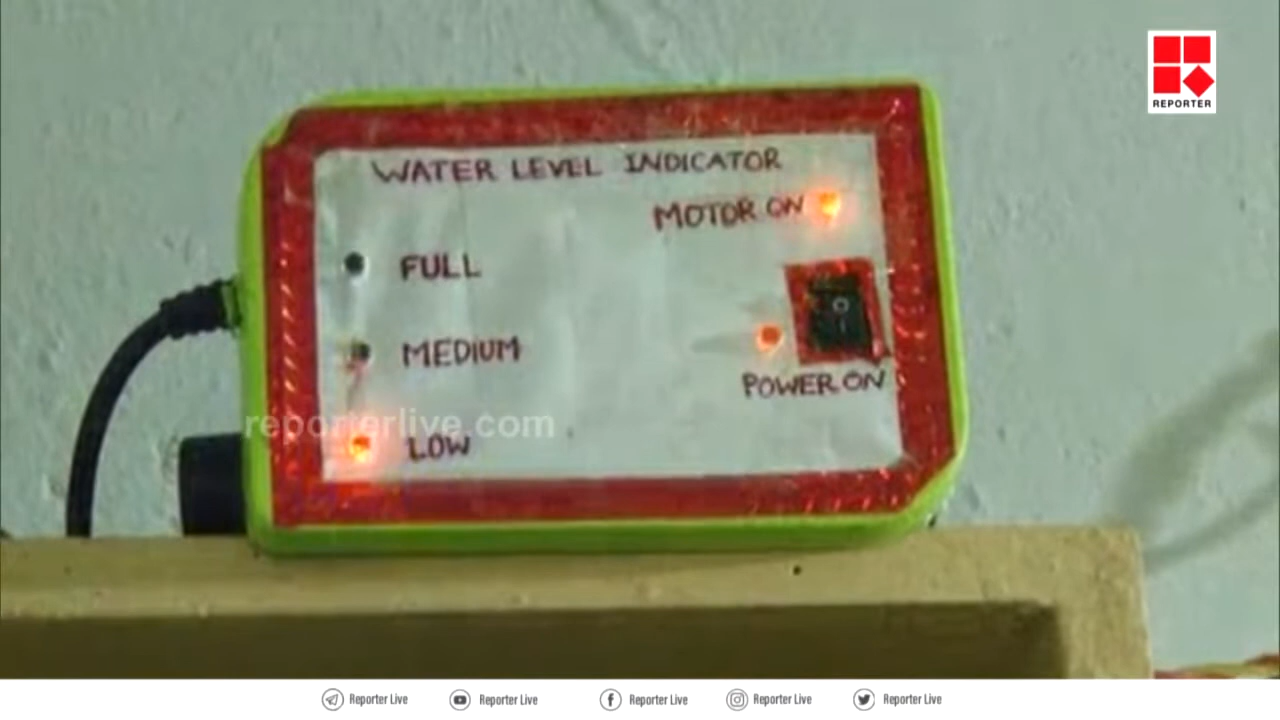 REPORTER
WATER LEVEL INDICATOR
MOTOR ON
FULL
MEDIUM
POWER ON
reporterlive.com
LOW
Reporter Live
Reporter Live
Reporter Live
Reporter Live
Reporter Live